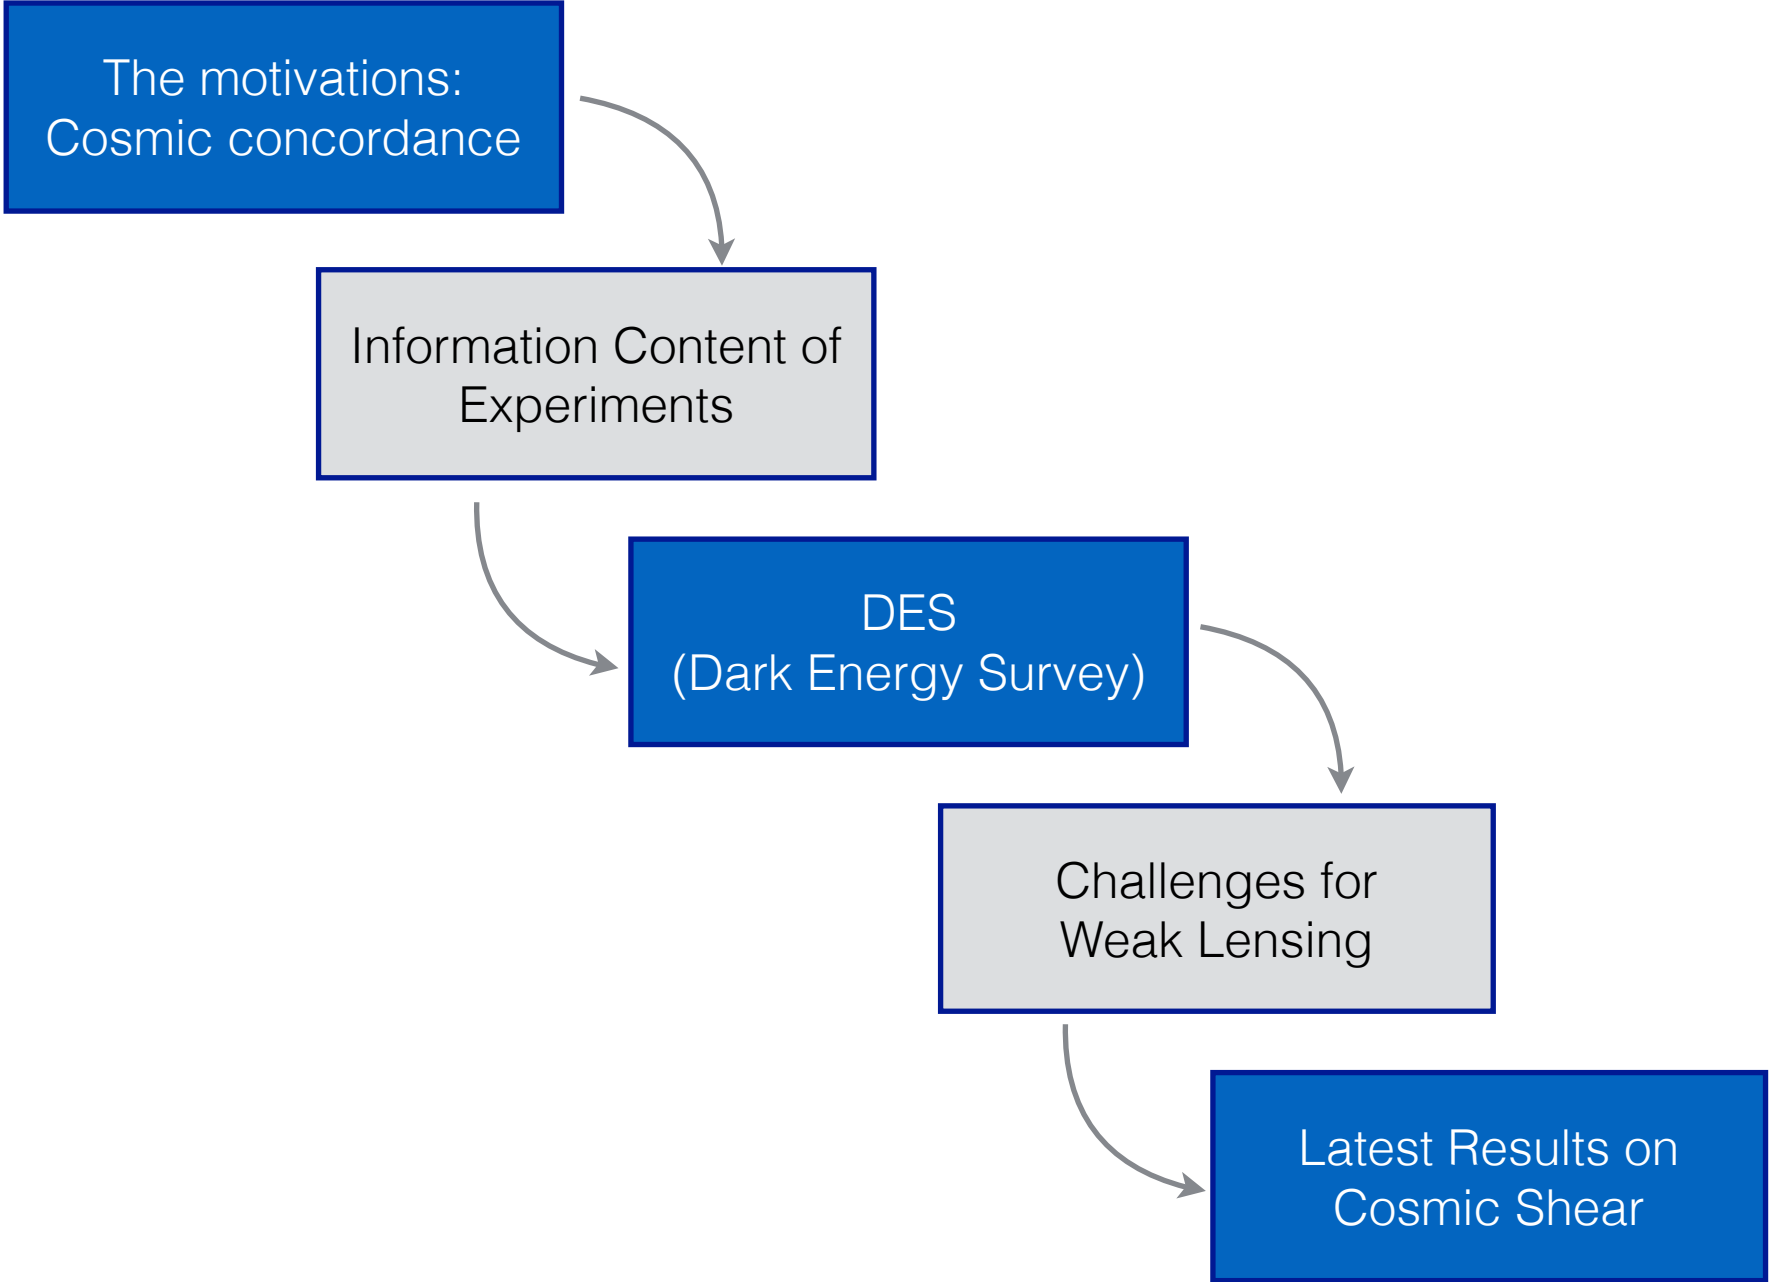 The motivations:
Cosmic concordance
Information Content of
Experiments
DES
(Dark Energy Survey)
Challenges for
Weak Lensing
Latest Results on
Cosmic Shear